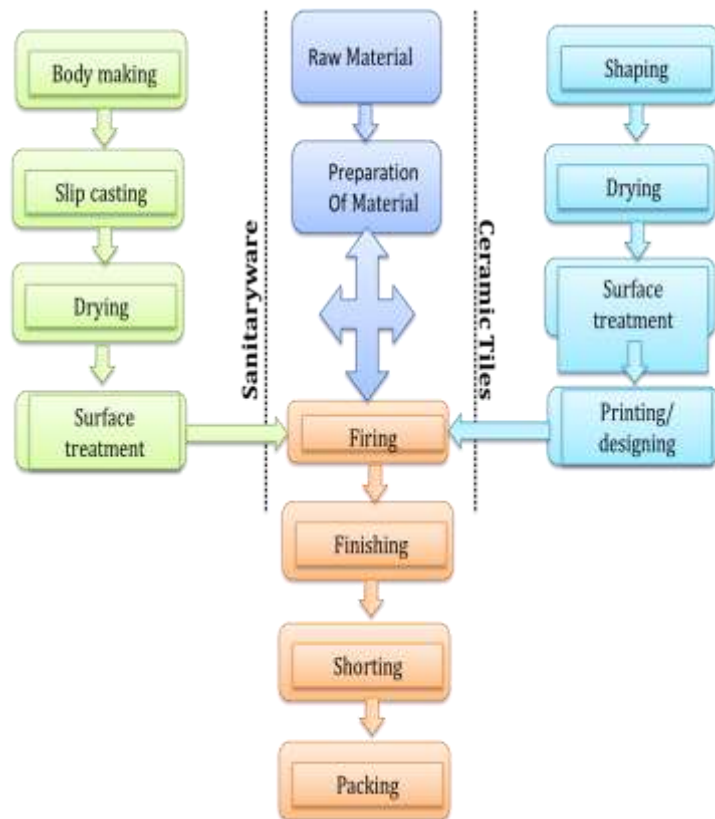 Body making
Slip casting
Drying
Surface
treatment
Sanitaryware
Raw Material
Preparation
Of Material
Firing
Finishing
Shorting
Packing
Ceramic Tiles
Shaping
Drying
Surface
treatment
Printing/
designing